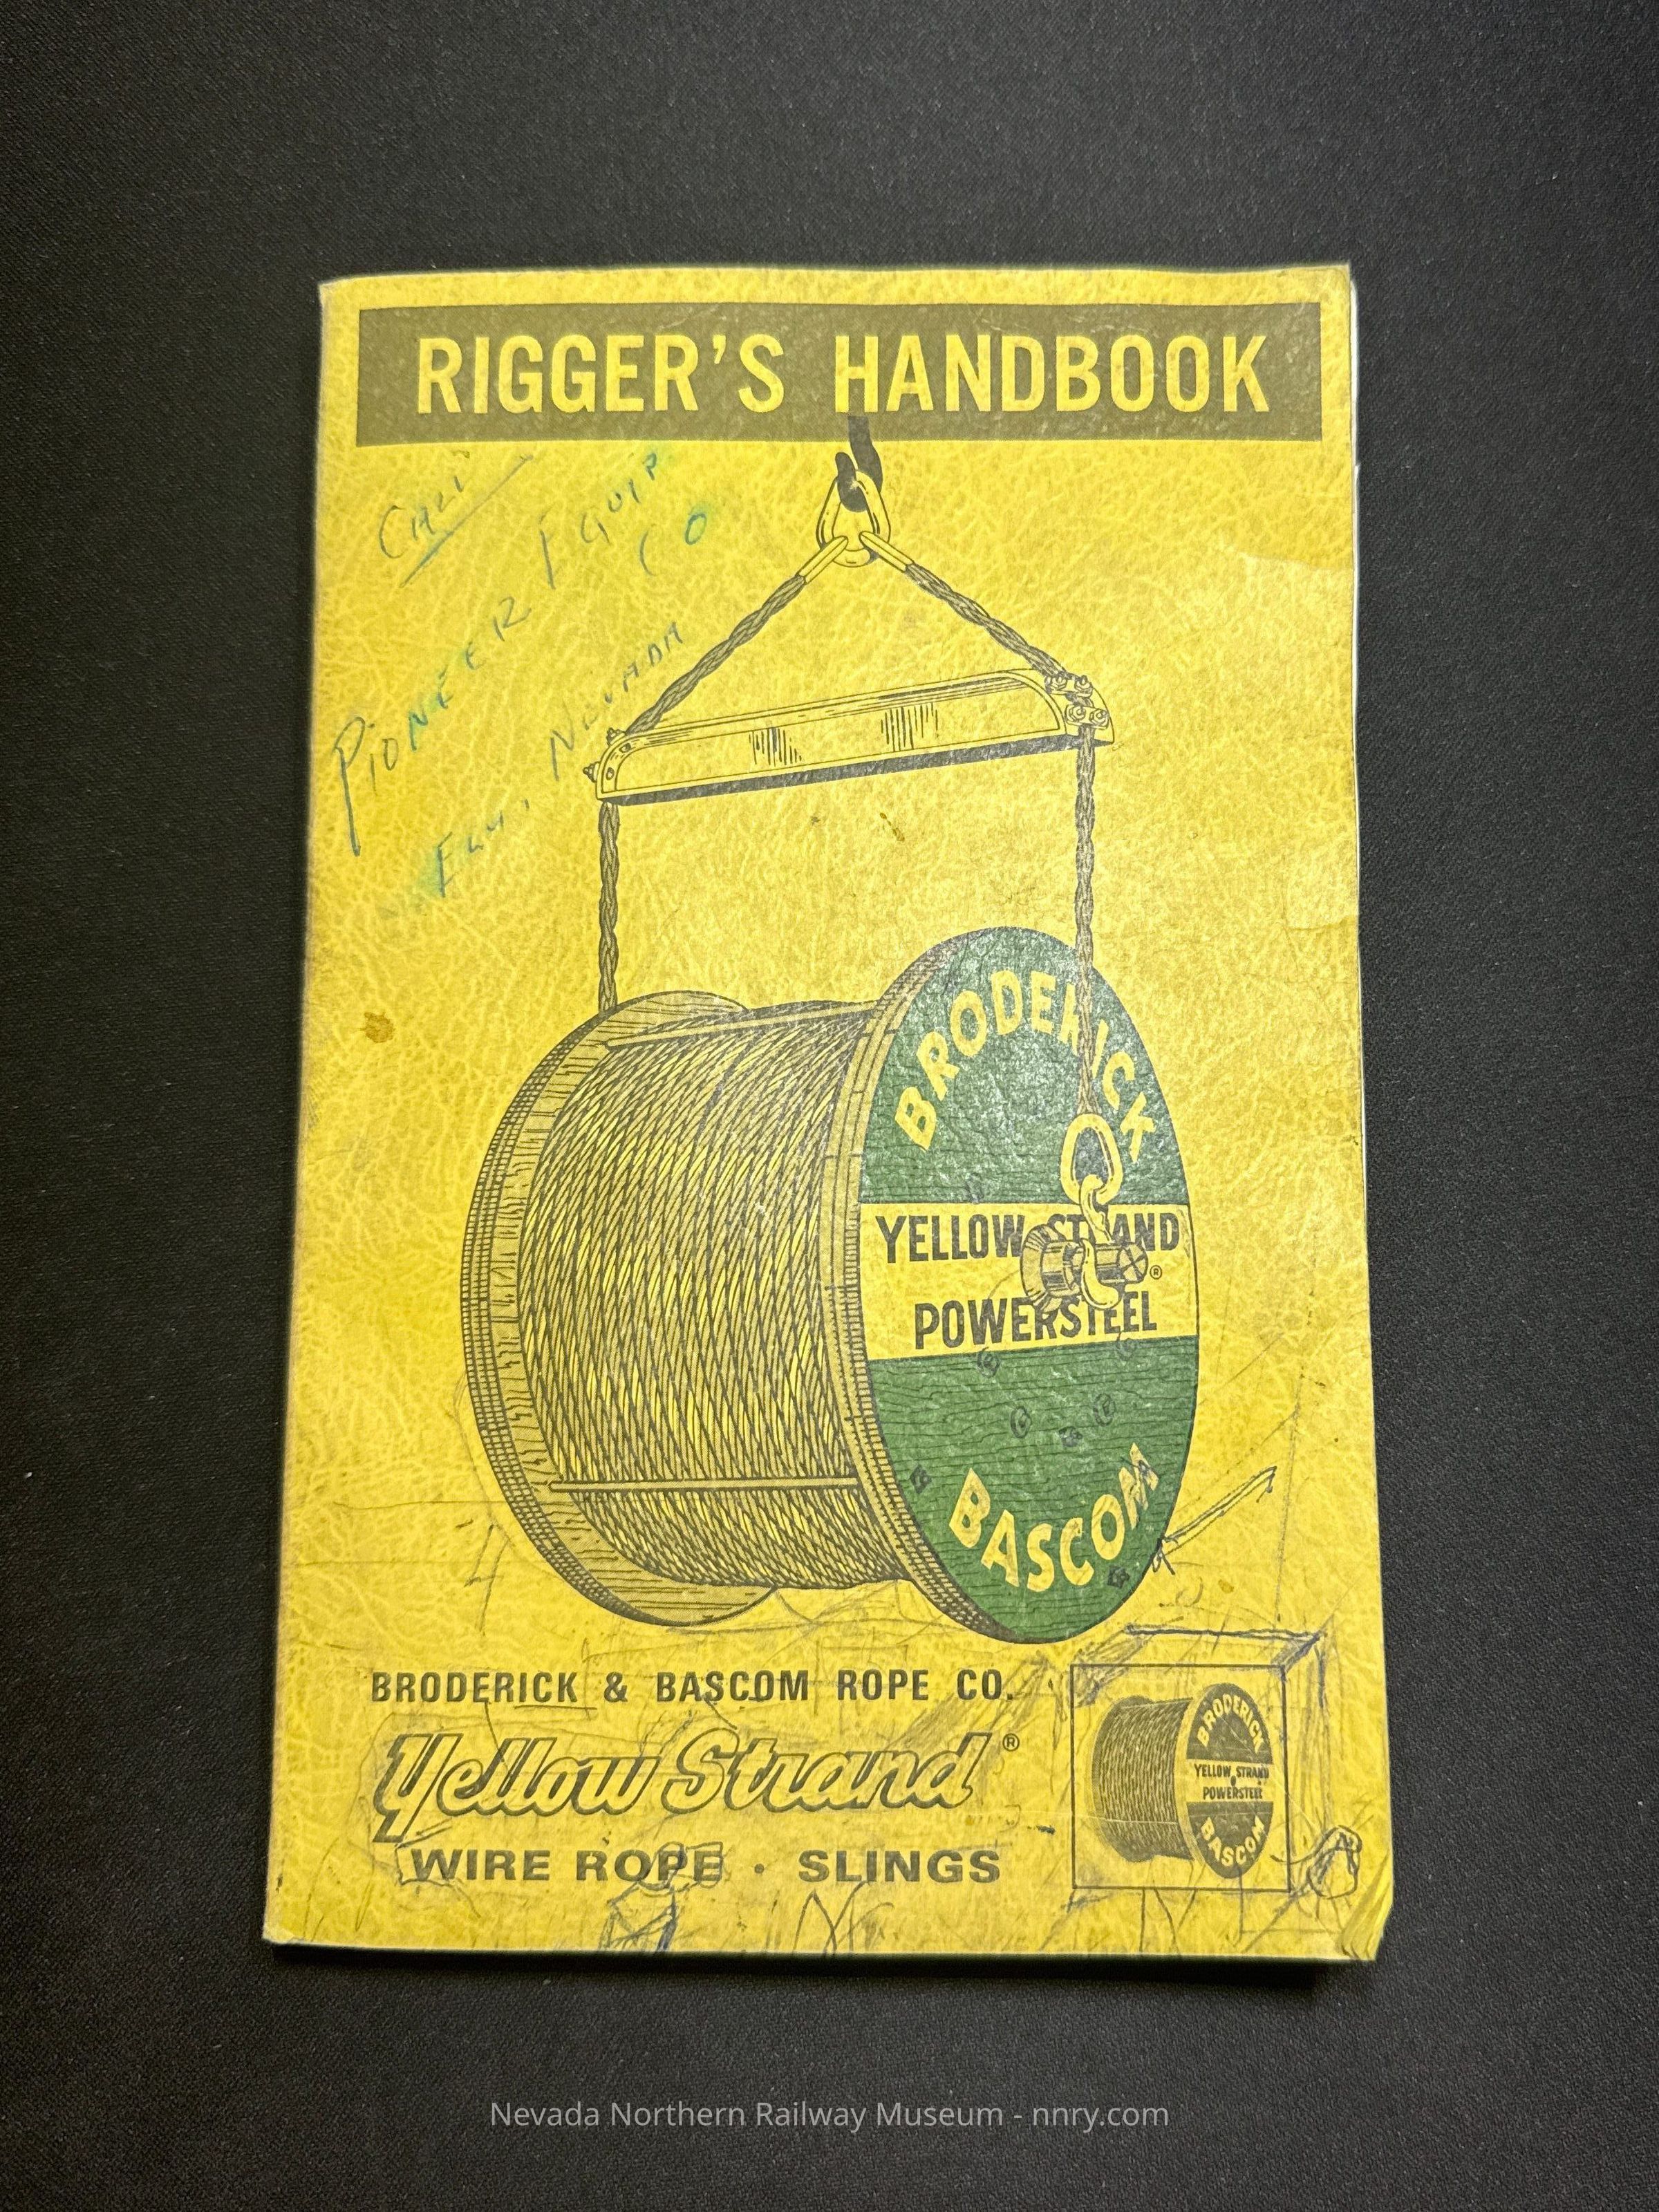 RIGGER'S HANDBOOK
CALL
PIONEER EQUIP
CO
ELY, NEVADA
BRODERICK
YELLOW STRAND
®
POWERSTEEL
BASCOM
BRODERICK & BASCOM ROPE CO.
Yellow Strand®
WIRE ROPE · SLINGS
BRODERICK
YELLOW STRAND
POWERSTEEL
BASCOM
Nevada Northern Railway Museum - nnry.com